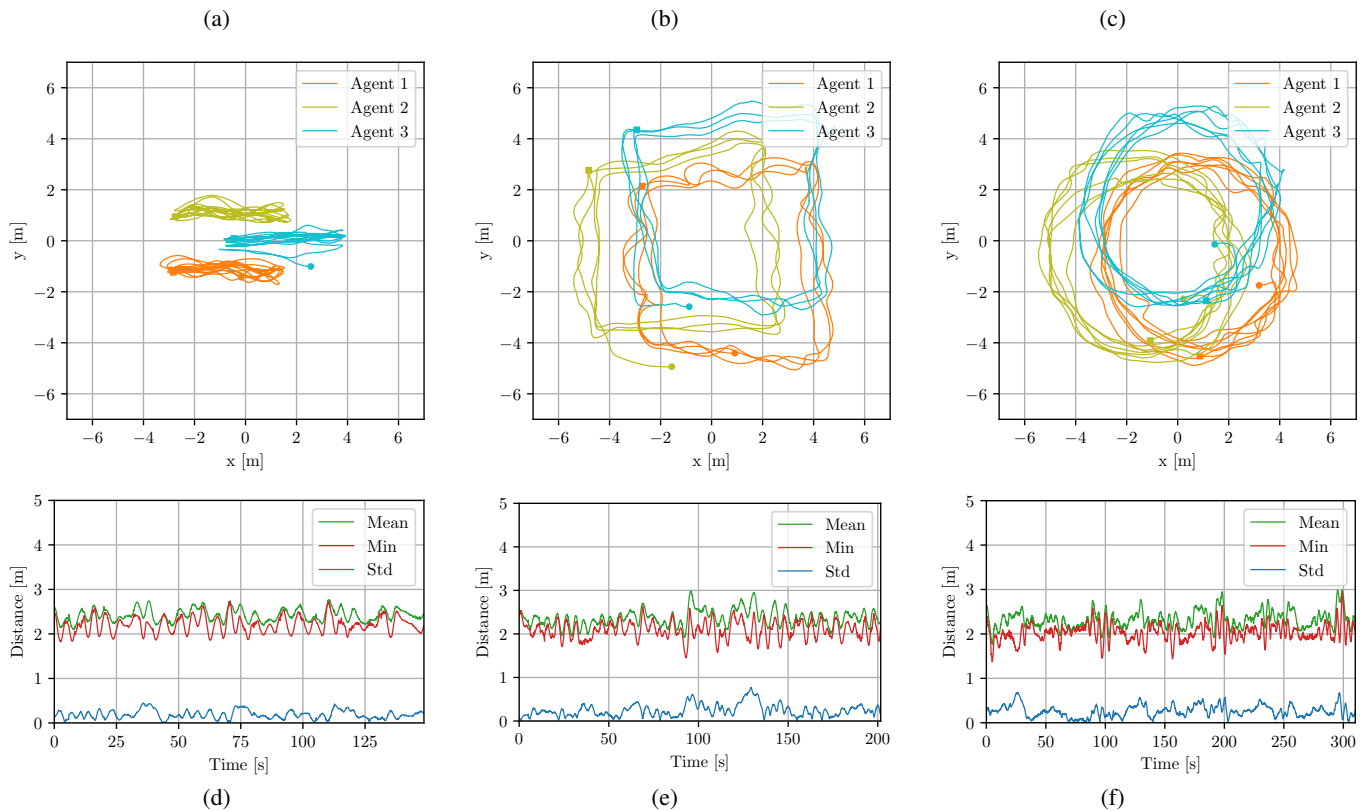 (a) (b) (c)
Agent 1
Agent 2
Agent 3
6
4
2
0
−2
−4
−6
y [m]
−6 −4 −2 0 2 4 6
x [m]
Agent 1
Agent 2
Agent 3
6
4
2
0
−2
−4
−6
y [m]
−6 −4 −2 0 2 4 6
x [m]
Agent 1
Agent 2
Agent 3
6
4
2
0
−2
−4
−6
y [m]
−6 −4 −2 0 2 4 6
x [m]
Mean
Min
Std
5
4
3
2
1
0
Distance [m]
0 25 50 75 100 125
Time [s]
Mean
Min
Std
5
4
3
2
1
0
Distance [m]
0 50 100 150 200
Time [s]
Mean
Min
Std
5
4
3
2
1
0
Distance [m]
0 50 100 150 200 250 300
Time [s]
(d) (e) (f)